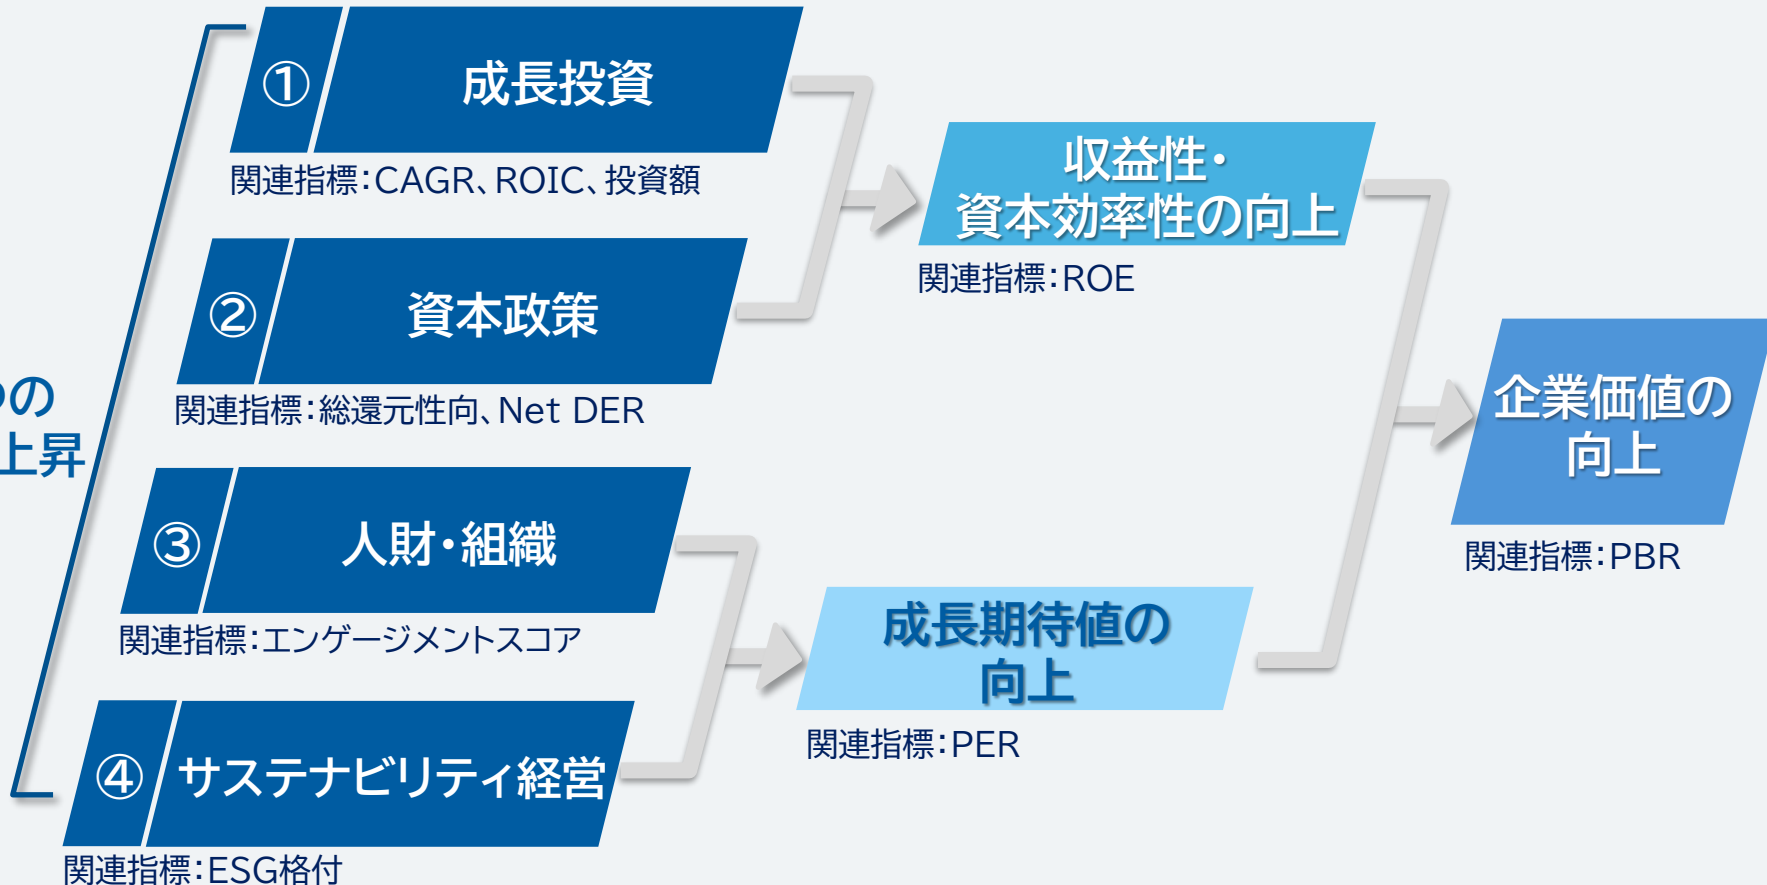 ①
成長投資
関連指標：CAGR、ROIC、投資額
②
資本政策
関連指標：総還元性向、Net DER
の
上昇
③
人財・組織
関連指標：エンゲージメントスコア
④
サステナビリティ経営
関連指標：ESG格付
収益性・
資本効率性の向上
関連指標：ROE
成長期待値の
向上
関連指標：PER
企業価値の
向上
関連指標：PBR